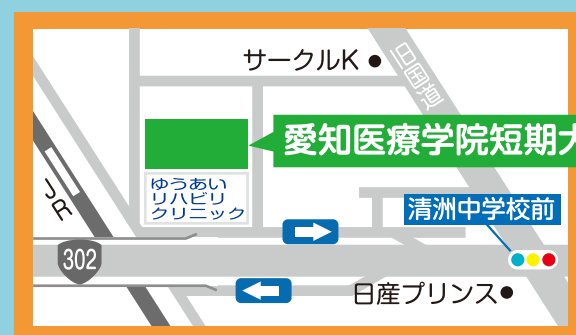 サークルK
旧国道
愛知医療学院短期大
ゆうあい
リハビリ
クリニック
JR
清洲中学校前
302
日産プリンス